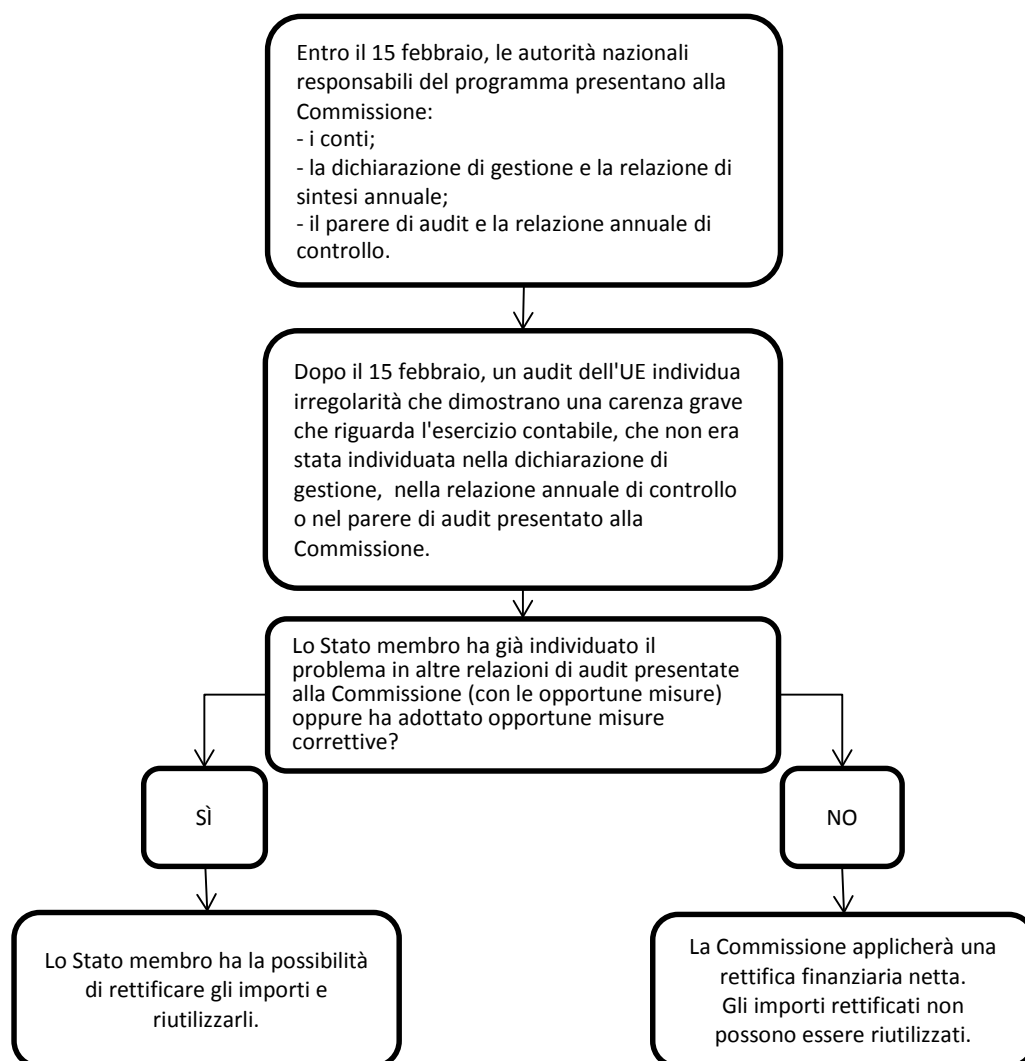 Entro il 15 febbraio, le autorità nazionali
responsabili del programma presentano alla
Commissione:
- i conti;
- la dichiarazione di gestione e la relazione di
sintesi annuale;
- il parere di audit e la relazione annuale di
controllo.
Dopo il 15 febbraio, un audit dell'UE individua
irregolarità che dimostrano una carenza grave
che riguarda l'esercizio contabile, che non era
stata individuata nella dichiarazione di
gestione, nella relazione annuale di controllo
o nel parere di audit presentato alla
Commissione.
Lo Stato membro ha già individuato il
problema in altre relazioni di audit presentate
alla Commissione (con le opportune misure)
oppure ha adottato opportune misure
correttive?
SÌ
NO
Lo Stato membro ha la possibilità
di rettificare gli importi e
riutilizzarli.
La Commissione applicherà una
rettifica finanziaria netta.
Gli importi rettificati non
possono essere riutilizzati.